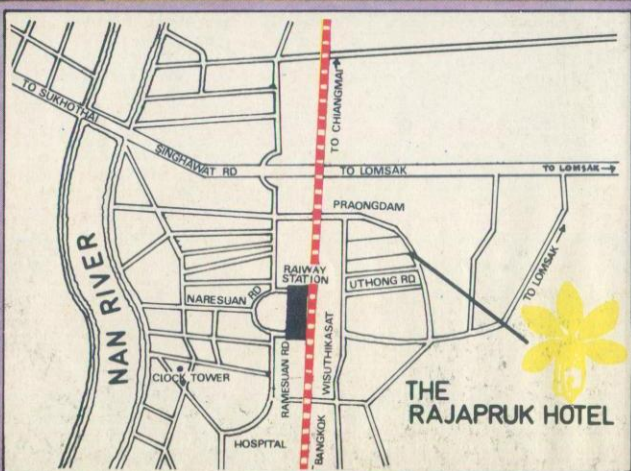 TO CHIANGMAI
TO SUKHOTHAI
SINGHAWAT RD
TO LOMSAK
TO LOMSAK
PRAONGDAM
NAN RIVER
RAIWAY
STATION
NARESUAN RD
UTHONG RD
TO LOMSAK
WISUTHIKASAT
RAMESUAN RD
CIOCK TOWER
THE
RAJAPRUK HOTEL
HOSPITAL
BANGKOK